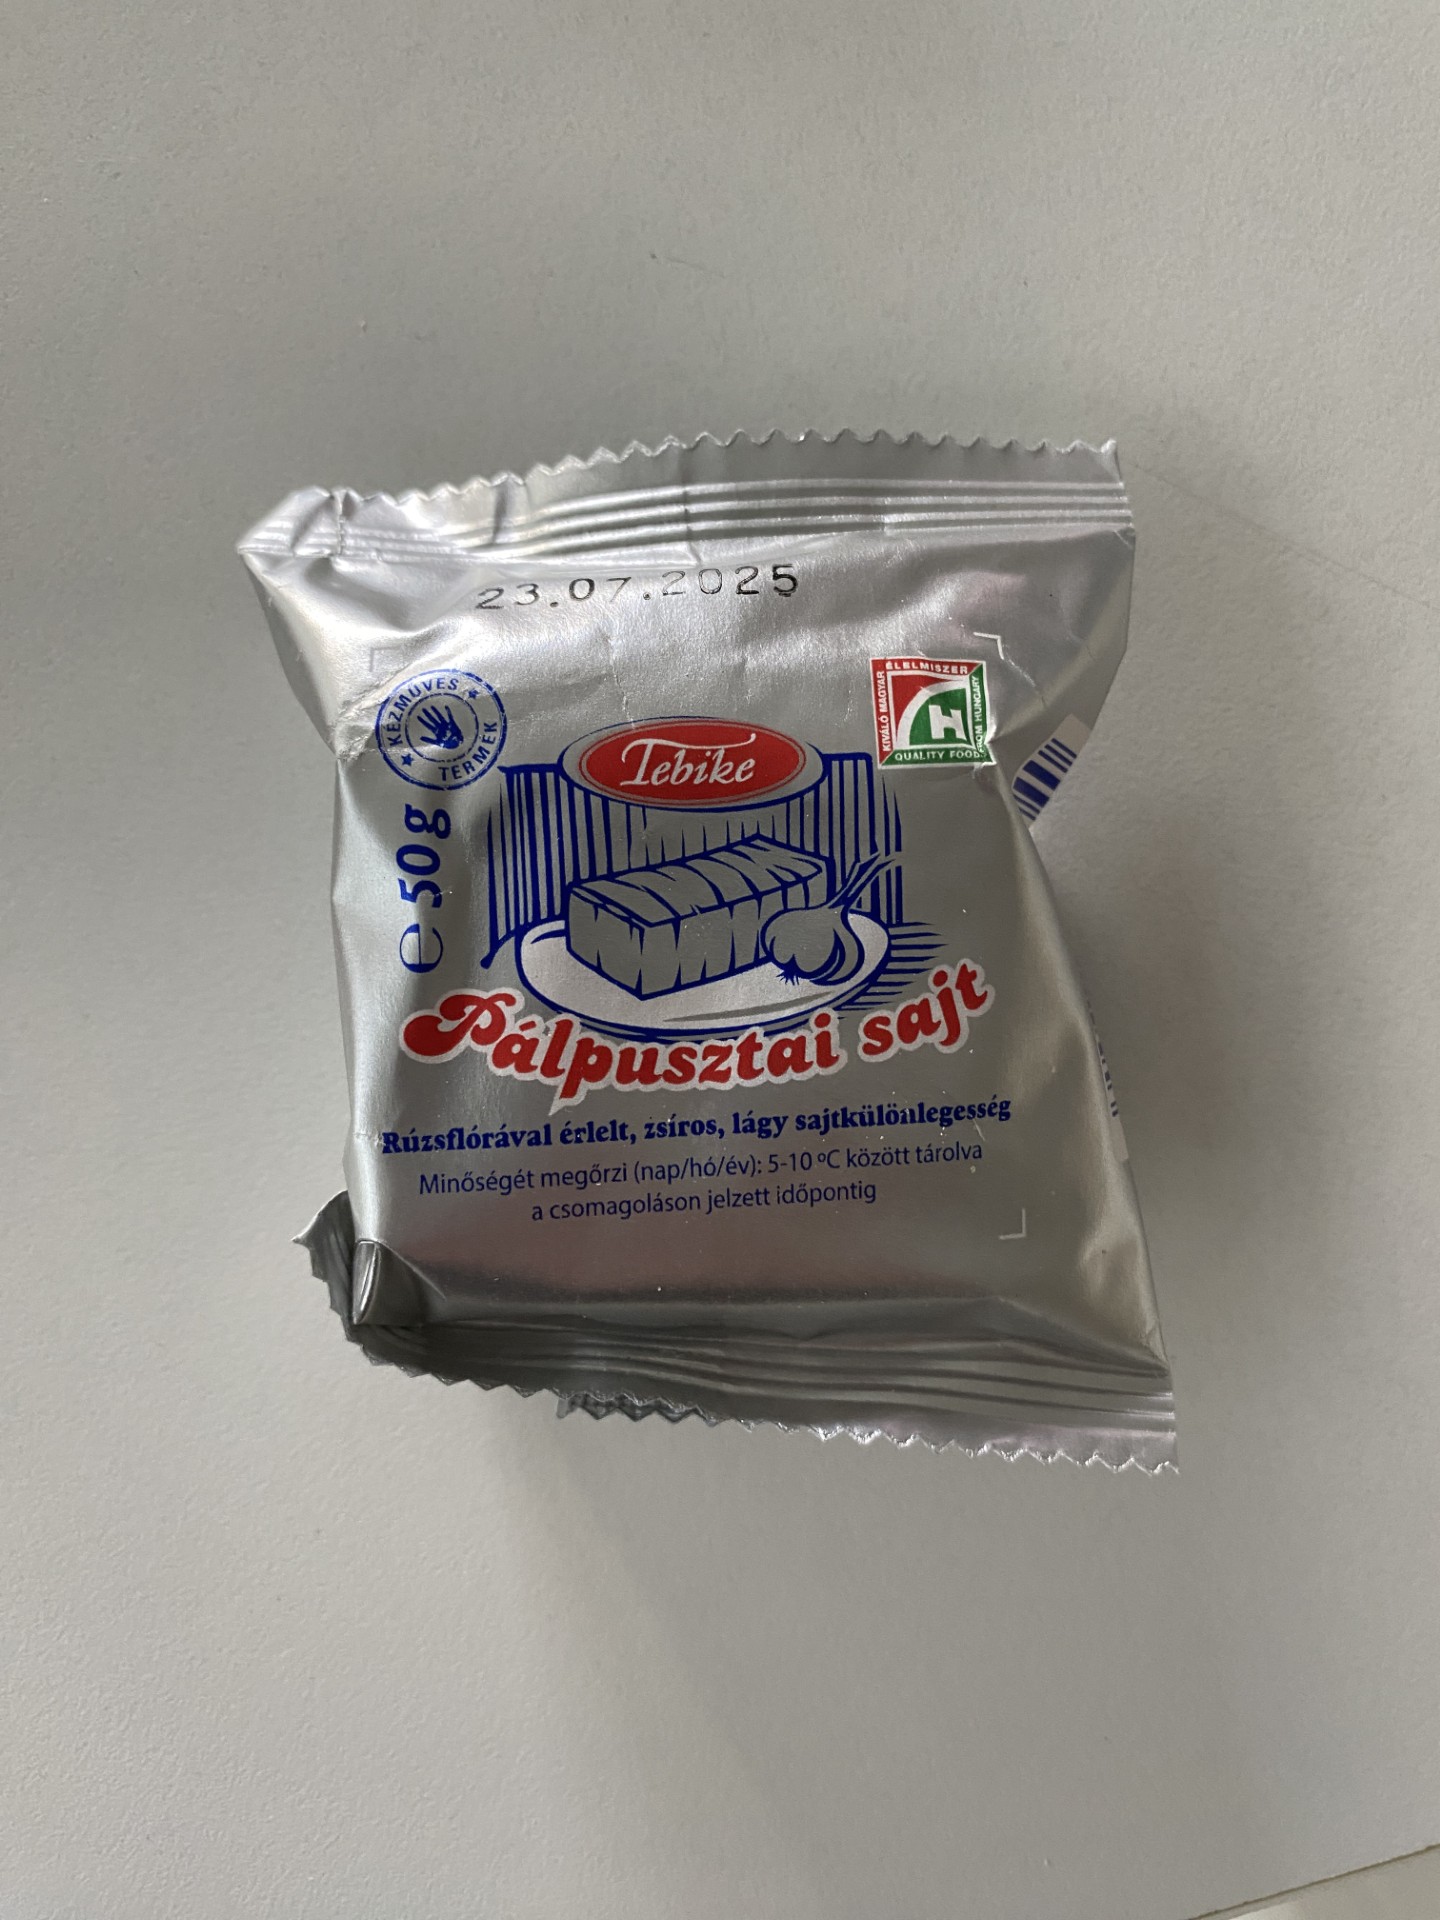 23.07.2025
KÉZMŰVES
TERMÉK
KIVÁLÓ MAGYAR
ÉLELMISZER
H
QUALITY FOOD
FROM HUNGARY
Tebike
e 50g
Pálpusztai sajt
Rúzsflórával érlelt, zsíros, lágy sajtkülönlegesség
Minőségét megőrzi (nap/hó/év): 5-10 ºC között tárolva
a csomagoláson jelzett időpontig